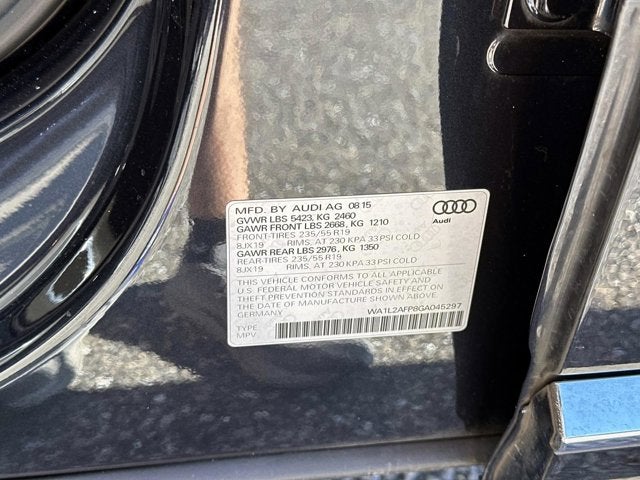 MFD. BY AUDI AG 08 15
GVWR LBS 5423, KG 2460
GAWR FRONT LBS 2668, KG 1210
FRONT-TIRES 235/55 R19
8JX19 RIMS, AT 230 KPA 33 PSI COLD
GAWR REAR LBS 2976, KG 1350
REAR-TIRES 235/55 R19
8JX19 RIMS, AT 230 KPA 33 PSI COLD
THIS VEHICLE CONFORMS TO ALL APPLICABLE
U.S. FEDERAL MOTOR VEHICLE SAFETY AND
THEFT PREVENTION STANDARDS IN EFFECT ON
THE DATE OF MANUFACTURE SHOWN ABOVE
GERMANY WA1L2AFP8GA045297
TYPE:
MPV
Audi